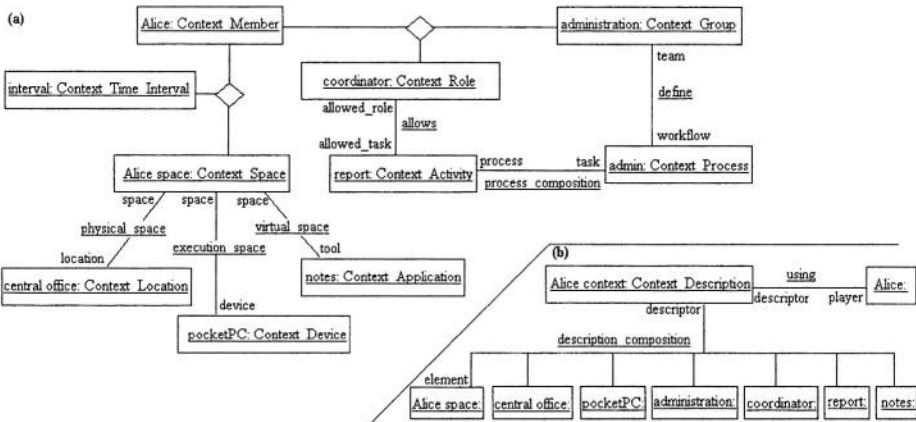 (a)
Alice: Context_Member
administration: Context_Group
team
interval: Context_Time_Interval
coordinator: Context_Role
define
allowed_role
allows
allowed_task
workflow
Alice space: Context_Space
report: Context_Activity
process
task
process_composition
admin: Context_Process
space
space
space
physical_space
virtual_space
execution_space
location
tool
central office: Context_Location
notes: Context_Application
device
pocketPC: Context_Device
(b)
Alice context: Context_Description
using
descriptor
player
Alice:
descriptor
description_composition
element
Alice space:
central office:
pocketPC:
administration:
coordinator:
report:
notes: